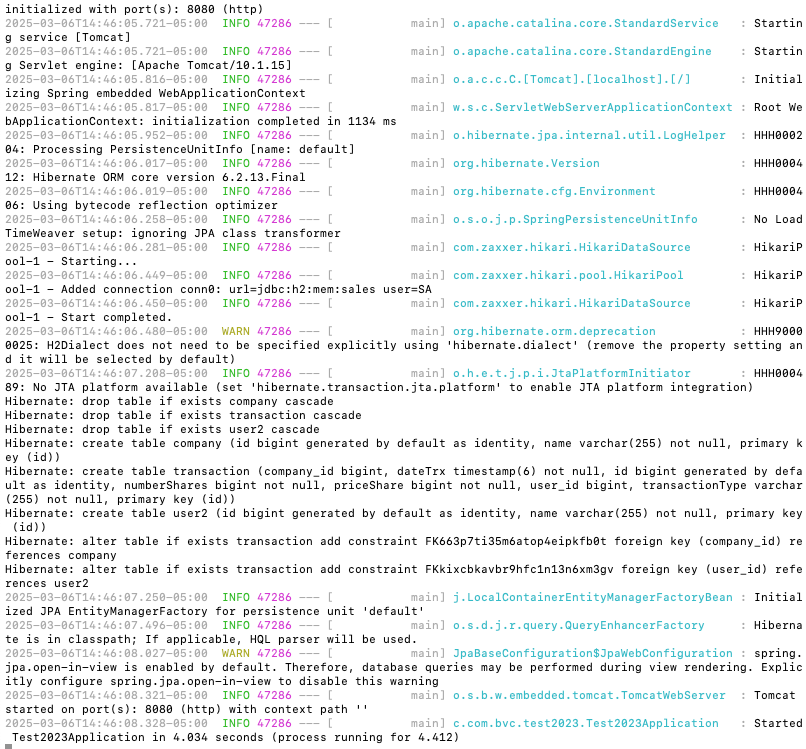 initialized with port(s): 8080 (http)
2025-03-06T14:46:05.721-05:00  INFO 47286 --- [           main] o.apache.catalina.core.StandardService   : Startin
g service [Tomcat]
2025-03-06T14:46:05.721-05:00  INFO 47286 --- [           main] o.apache.catalina.core.StandardEngine    : Startin
g Servlet engine: [Apache Tomcat/10.1.15]
2025-03-06T14:46:05.816-05:00  INFO 47286 --- [           main] o.a.c.c.C.[Tomcat].[localhost].[/]       : Initial
izing Spring embedded WebApplicationContext
2025-03-06T14:46:05.817-05:00  INFO 47286 --- [           main] w.s.c.ServletWebServerApplicationContext : Root We
bApplicationContext: initialization completed in 1134 ms
2025-03-06T14:46:05.952-05:00  INFO 47286 --- [           main] o.hibernate.jpa.internal.util.LogHelper  : HHH0002
04: Processing PersistenceUnitInfo [name: default]
2025-03-06T14:46:06.017-05:00  INFO 47286 --- [           main] org.hibernate.Version                    : HHH0004
12: Hibernate ORM core version 6.2.13.Final
2025-03-06T14:46:06.019-05:00  INFO 47286 --- [           main] org.hibernate.cfg.Environment            : HHH0004
06: Using bytecode reflection optimizer
2025-03-06T14:46:06.258-05:00  INFO 47286 --- [           main] o.s.o.j.p.SpringPersistenceUnitInfo      : No Load
TimeWeaver setup: ignoring JPA class transformer
2025-03-06T14:46:06.281-05:00  INFO 47286 --- [           main] com.zaxxer.hikari.HikariDataSource       : HikariP
ool-1 - Starting...
2025-03-06T14:46:06.449-05:00  INFO 47286 --- [           main] com.zaxxer.hikari.pool.HikariPool        : HikariP
ool-1 - Added connection conn0: url=jdbc:h2:mem:sales user=SA
2025-03-06T14:46:06.450-05:00  INFO 47286 --- [           main] com.zaxxer.hikari.HikariDataSource       : HikariP
ool-1 - Start completed.
2025-03-06T14:46:06.480-05:00  WARN 47286 --- [           main] org.hibernate.orm.deprecation            : HHH9000
0025: H2Dialect does not need to be specified explicitly using 'hibernate.dialect' (remove the property setting an
d it will be selected by default)
2025-03-06T14:46:07.208-05:00  INFO 47286 --- [           main] o.h.e.t.j.p.i.JtaPlatformInitiator       : HHH0004
89: No JTA platform available (set 'hibernate.transaction.jta.platform' to enable JTA platform integration)
Hibernate: drop table if exists company cascade
Hibernate: drop table if exists transaction cascade
Hibernate: drop table if exists user2 cascade
Hibernate: create table company (id bigint generated by default as identity, name varchar(255) not null, primary k
ey (id))
Hibernate: create table transaction (company_id bigint, dateTrx timestamp(6) not null, id bigint generated by defa
ult as identity, numberShares bigint not null, priceShare bigint not null, user_id bigint, transactionType varchar
(255) not null, primary key (id))
Hibernate: create table user2 (id bigint generated by default as identity, name varchar(255) not null, primary key
 (id))
Hibernate: alter table if exists transaction add constraint FK663p7ti35m6atop4eipkfb0t foreign key (company_id) re
ferences company
Hibernate: alter table if exists transaction add constraint FKkixcbkavbr9hfc1n13n6xm3gv foreign key (user_id) refe
rences user2
2025-03-06T14:46:07.250-05:00  INFO 47286 --- [           main] j.LocalContainerEntityManagerFactoryBean : Initial
ized JPA EntityManagerFactory for persistence unit 'default'
2025-03-06T14:46:07.496-05:00  INFO 47286 --- [           main] o.s.d.j.r.query.QueryEnhancerFactory     : Hiberna
te is in classpath; If applicable, HQL parser will be used.
2025-03-06T14:46:08.027-05:00  WARN 47286 --- [           main] JpaBaseConfiguration$JpaWebConfiguration : spring.
jpa.open-in-view is enabled by default. Therefore, database queries may be performed during view rendering. Explic
itly configure spring.jpa.open-in-view to disable this warning
2025-03-06T14:46:08.321-05:00  INFO 47286 --- [           main] o.s.b.w.embedded.tomcat.TomcatWebServer  : Tomcat 
started on port(s): 8080 (http) with context path ''
2025-03-06T14:46:08.328-05:00  INFO 47286 --- [           main] c.com.bvc.test2023.Test2023Application   : Started
 Test2023Application in 4.034 seconds (process running for 4.412)